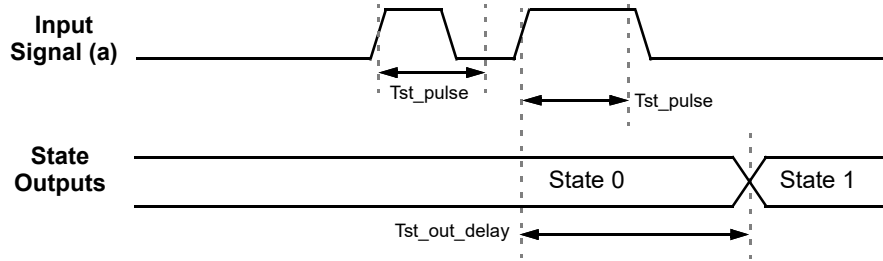 Input
Signal (a)
Tst_pulse
Tst_pulse
State
Outputs
State 0
State 1
Tst_out_delay